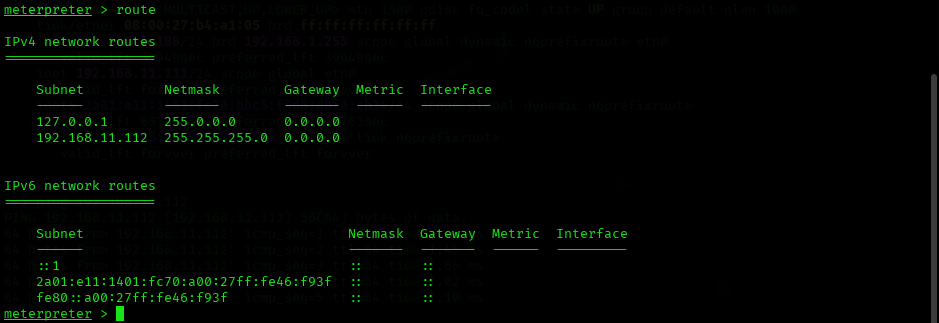 meterpreter > route
IPv4 network routes
Subnet Netmask Gateway Metric Interface
127.0.0.1 255.0.0.0 0.0.0.0
192.168.11.112 255.255.255.0 0.0.0.0
IPv6 network routes
Subnet Netmask Gateway Metric Interface
::1 :: ::
2a01:e11:1401:fc70:a00:27ff:fe46:f93f :: ::
fe80::a00:27ff:fe46:f93f :: ::
meterpreter >